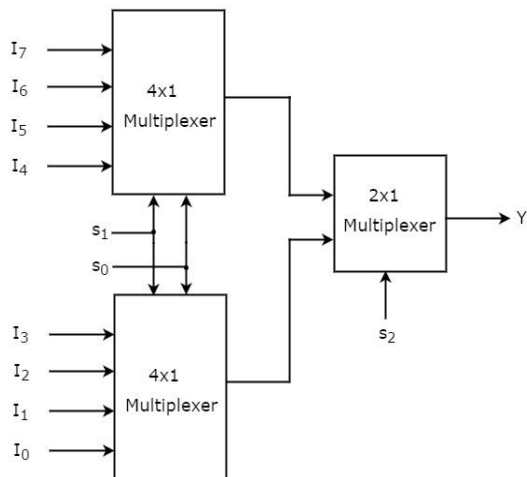 I7
I6
I5
I4
4x1
Multiplexer
2x1
Multiplexer
Y
s1
s0
s2
I3
I2
I1
I0
4x1
Multiplexer